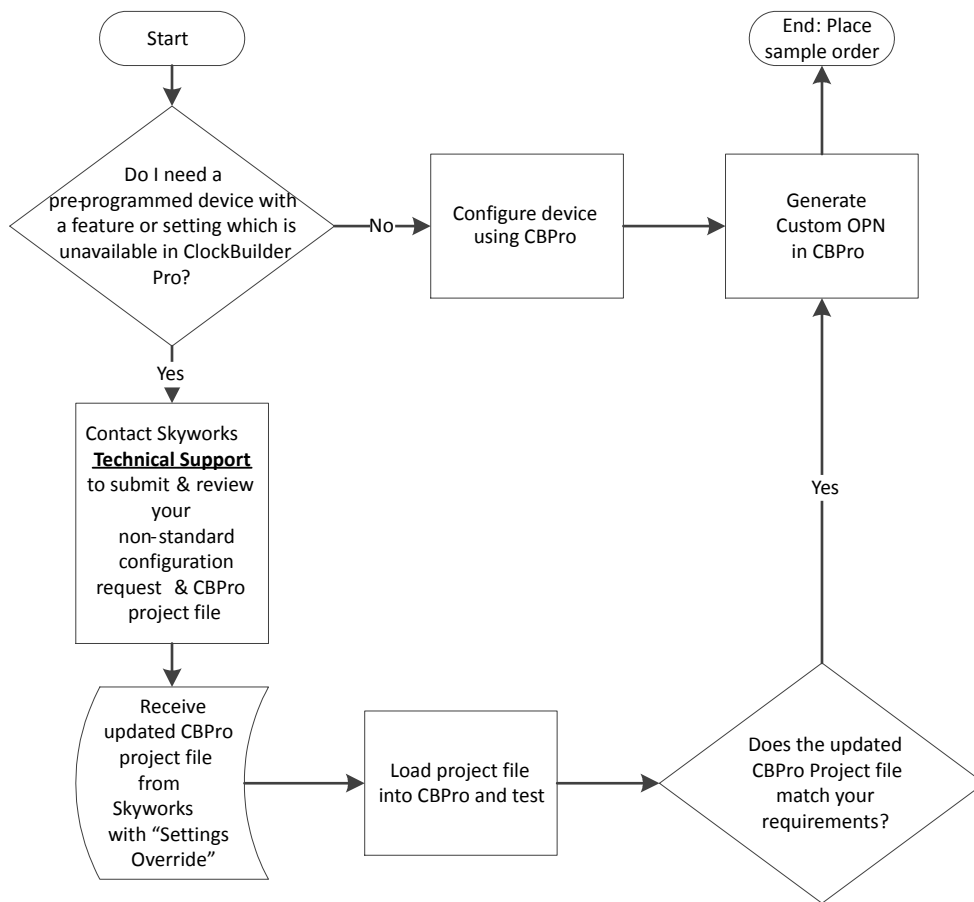 Start
Do I need a
pre-programmed device with
a feature or setting which is
unavailable in ClockBuilder
Pro?
No
Configure device
using CBPro
Generate
Custom OPN
in CBPro
End: Place
sample order
Yes
Contact Skyworks
Technical Support
to submit & review
your
non-standard
configuration
request & CBPro
project file
Receive
updated CBPro
project file
from
Skyworks
with “Settings
Override”
Load project file
into CBPro and test
Does the updated
CBPro Project file
match your
requirements?
Yes